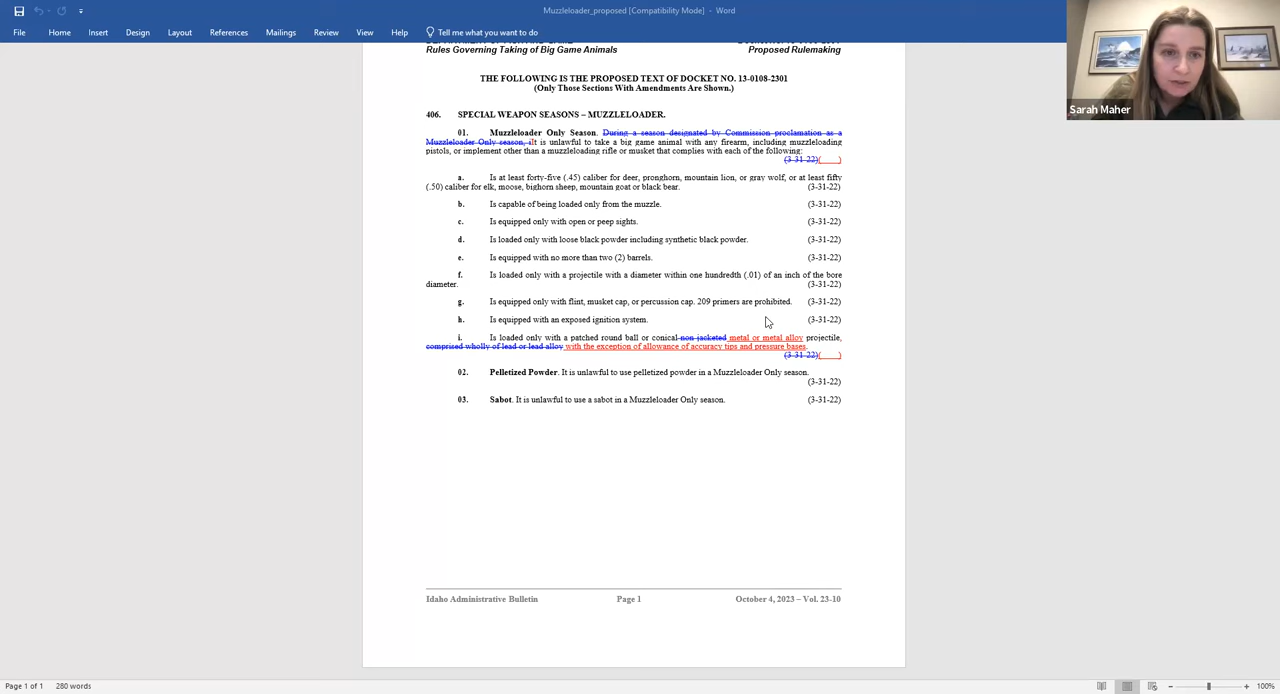 Muzzleloader_proposed [Compatibility Mode] - Word
File Home Insert Design Layout References Mailings Review View Help Tell me what you want to do
Rules Governing Taking of Big Game Animals Proposed Rulemaking
THE FOLLOWING IS THE PROPOSED TEXT OF DOCKET NO. 13-0108-2301
(Only Those Sections With Amendments Are Shown.)
406. SPECIAL WEAPON SEASONS – MUZZLELOADER.
01. Muzzleloader Only Season. During a season designated by Commission proclamation as a
Muzzleloader Only season, iIt is unlawful to take a big game animal with any firearm, including muzzleloading
pistols, or implement other than a muzzleloading rifle or musket that complies with each of the following:
(3-31-22)( )
a. Is at least forty-five (.45) caliber for deer, pronghorn, mountain lion, or gray wolf, or at least fifty
(.50) caliber for elk, moose, bighorn sheep, mountain goat or black bear. (3-31-22)
b. Is capable of being loaded only from the muzzle. (3-31-22)
c. Is equipped only with open or peep sights. (3-31-22)
d. Is loaded only with loose black powder including synthetic black powder. (3-31-22)
e. Is equipped with no more than two (2) barrels. (3-31-22)
f. Is loaded only with a projectile with a diameter within one hundredth (.01) of an inch of the bore
diameter. (3-31-22)
g. Is equipped only with flint, musket cap, or percussion cap. 209 primers are prohibited. (3-31-22)
h. Is equipped with an exposed ignition system. (3-31-22)
i. Is loaded only with a patched round ball or conical non jacketed metal or metal alloy projectile,
comprised wholly of lead or lead alloy with the exception of allowance of accuracy tips and pressure bases.
(3-31-22)( )
02. Pelletized Powder. It is unlawful to use pelletized powder in a Muzzleloader Only season.
(3-31-22)
03. Sabot. It is unlawful to use a sabot in a Muzzleloader Only season. (3-31-22)
Idaho Administrative Bulletin Page 1 October 4, 2023 – Vol. 23-10
Sarah Maher
Page 1 of 1 280 words 100%